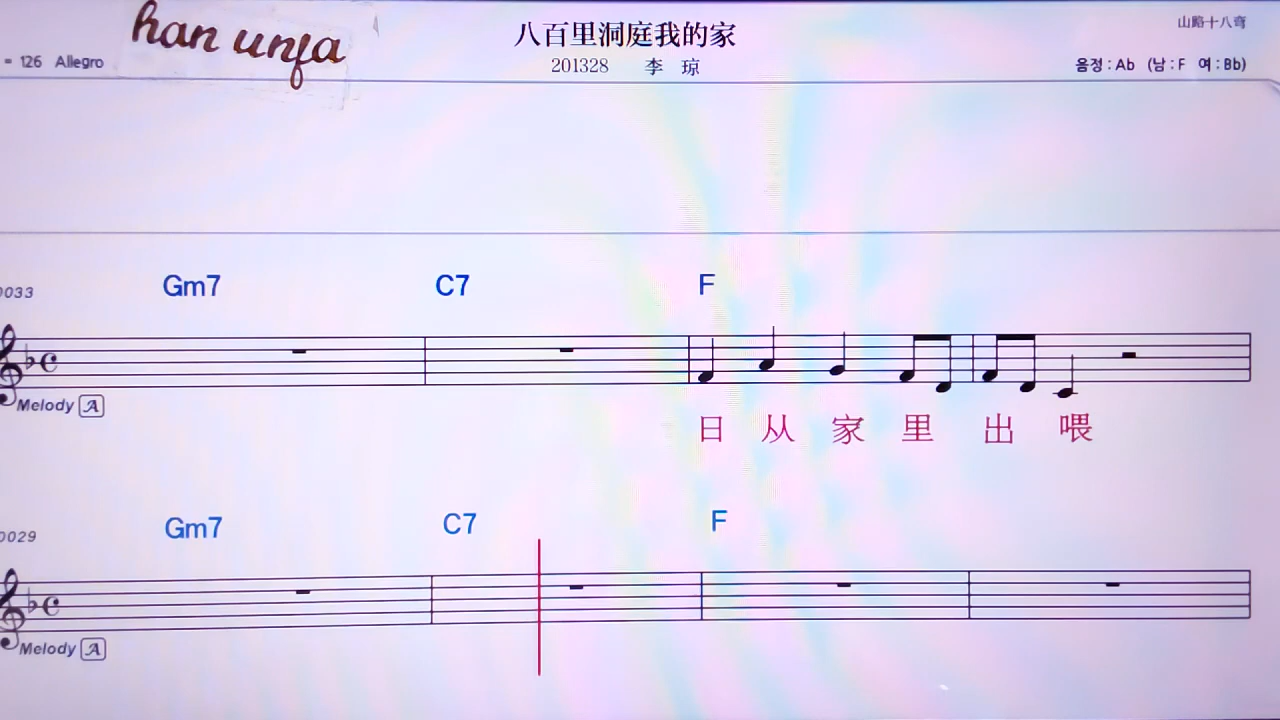 han unfa
八百里洞庭我的家
山路十八弯
= 126 Allegro
201328 李 琼
음정 : Ab (남 : F 여 : Bb)
0033
Gm7 C7 F
Melody A
日 从 家 里 出 喂
0029
Gm7 C7 F
Melody A